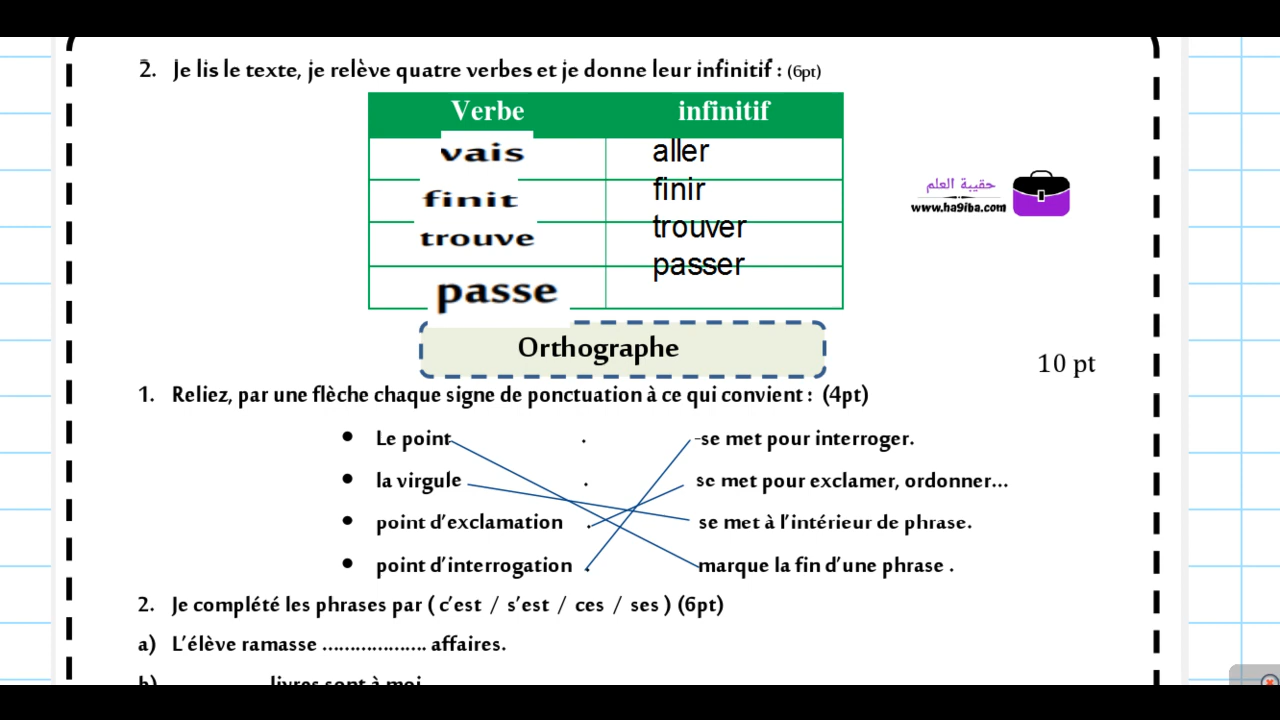 2. Je lis le texte, je relève quatre verbes et je donne leur infinitif : (6pt)
Verbe infinitif
vais aller
finit finir
trouve trouver
passe passer
حقيبة العلم
www.ha9iba.com
Orthographe
10 pt
1. Reliez, par une flèche chaque signe de ponctuation à ce qui convient : (4pt)
• Le point . -se met pour interroger.
• la virgule . se met pour exclamer, ordonner...
• point d'exclamation . se met à l'intérieur de phrase.
• point d'interrogation . marque la fin d'une phrase .
2. Je complété les phrases par ( c'est / s'est / ces / ses ) (6pt)
a) L'élève ramasse ................... affaires.
b) livres sont à moi